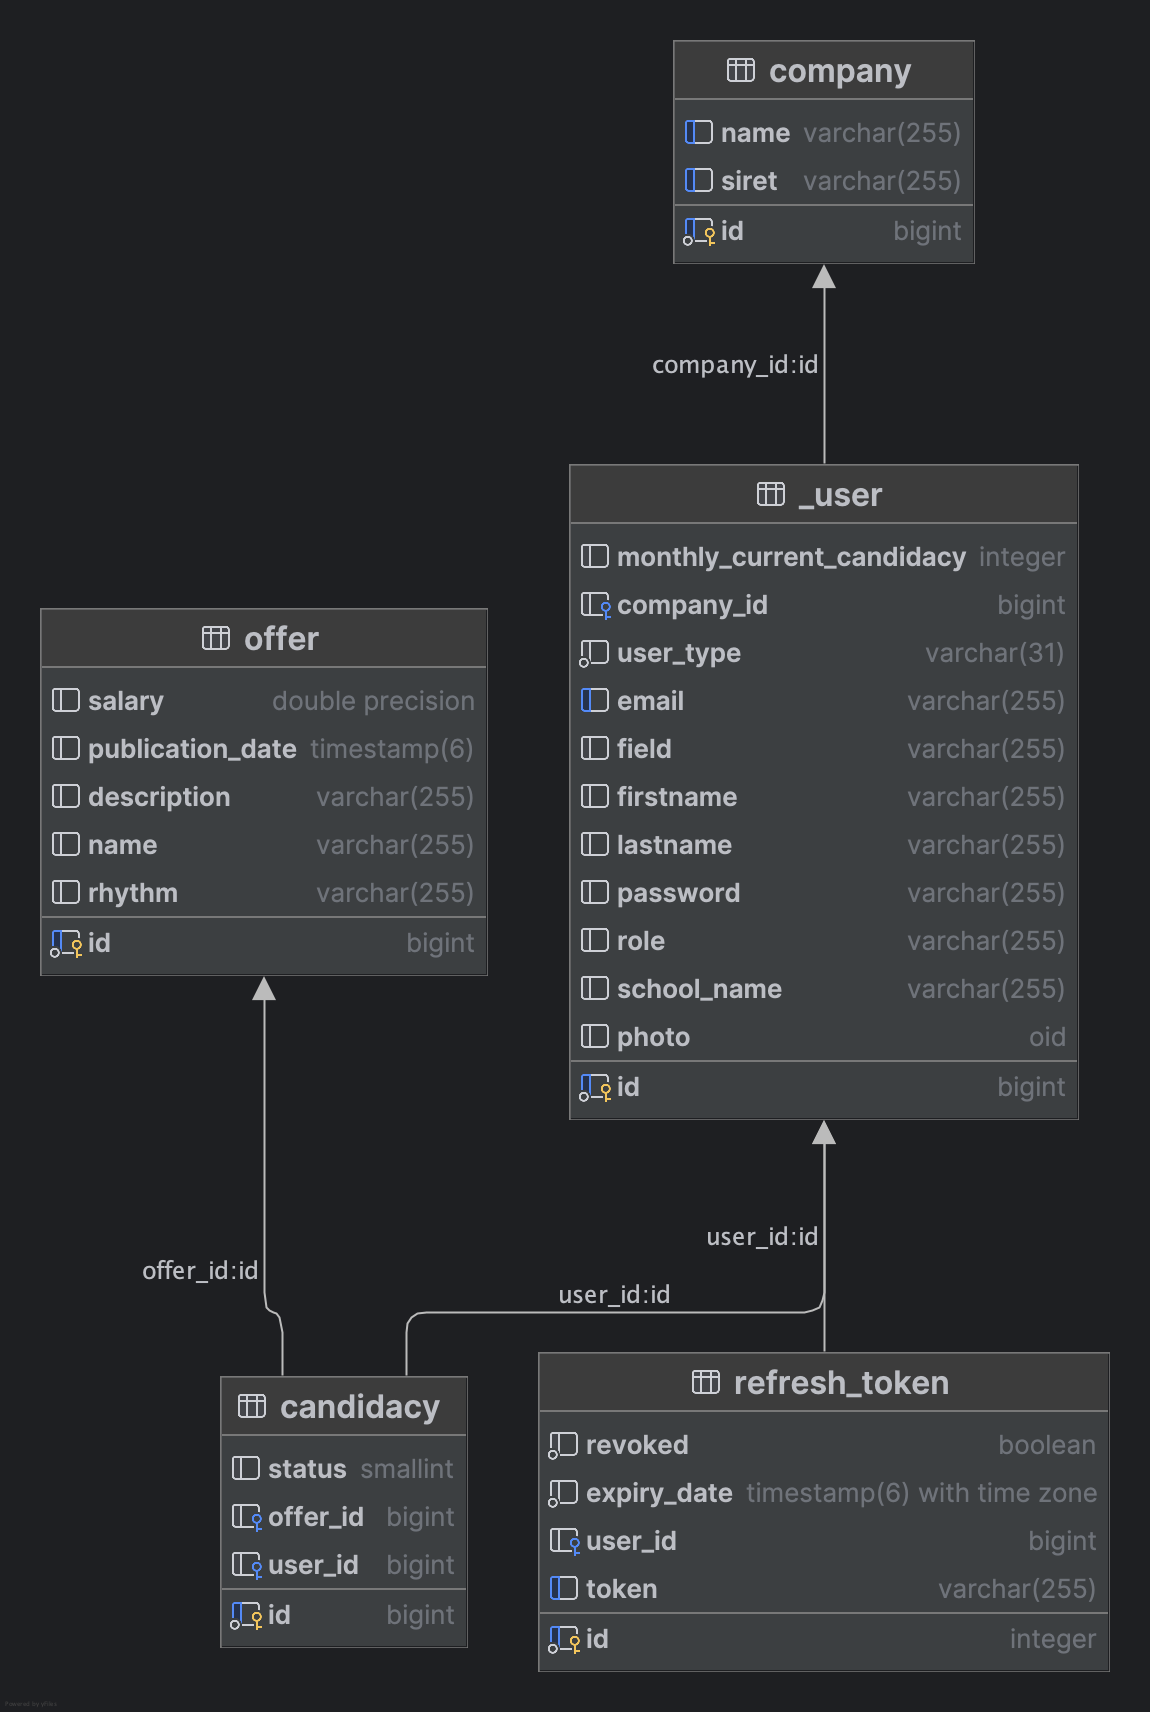 company
name varchar(255)
siret varchar(255)
id bigint
company_id:id
_user
monthly_current_candidacy integer
company_id bigint
user_type varchar(31)
email varchar(255)
field varchar(255)
firstname varchar(255)
lastname varchar(255)
password varchar(255)
role varchar(255)
school_name varchar(255)
photo oid
id bigint
offer
salary double precision
publication_date timestamp(6)
description varchar(255)
name varchar(255)
rhythm varchar(255)
id bigint
user_id:id
offer_id:id
user_id:id
candidacy
status smallint
offer_id bigint
user_id bigint
id bigint
refresh_token
revoked boolean
expiry_date timestamp(6) with time zone
user_id bigint
token varchar(255)
id integer
Powered by yFiles